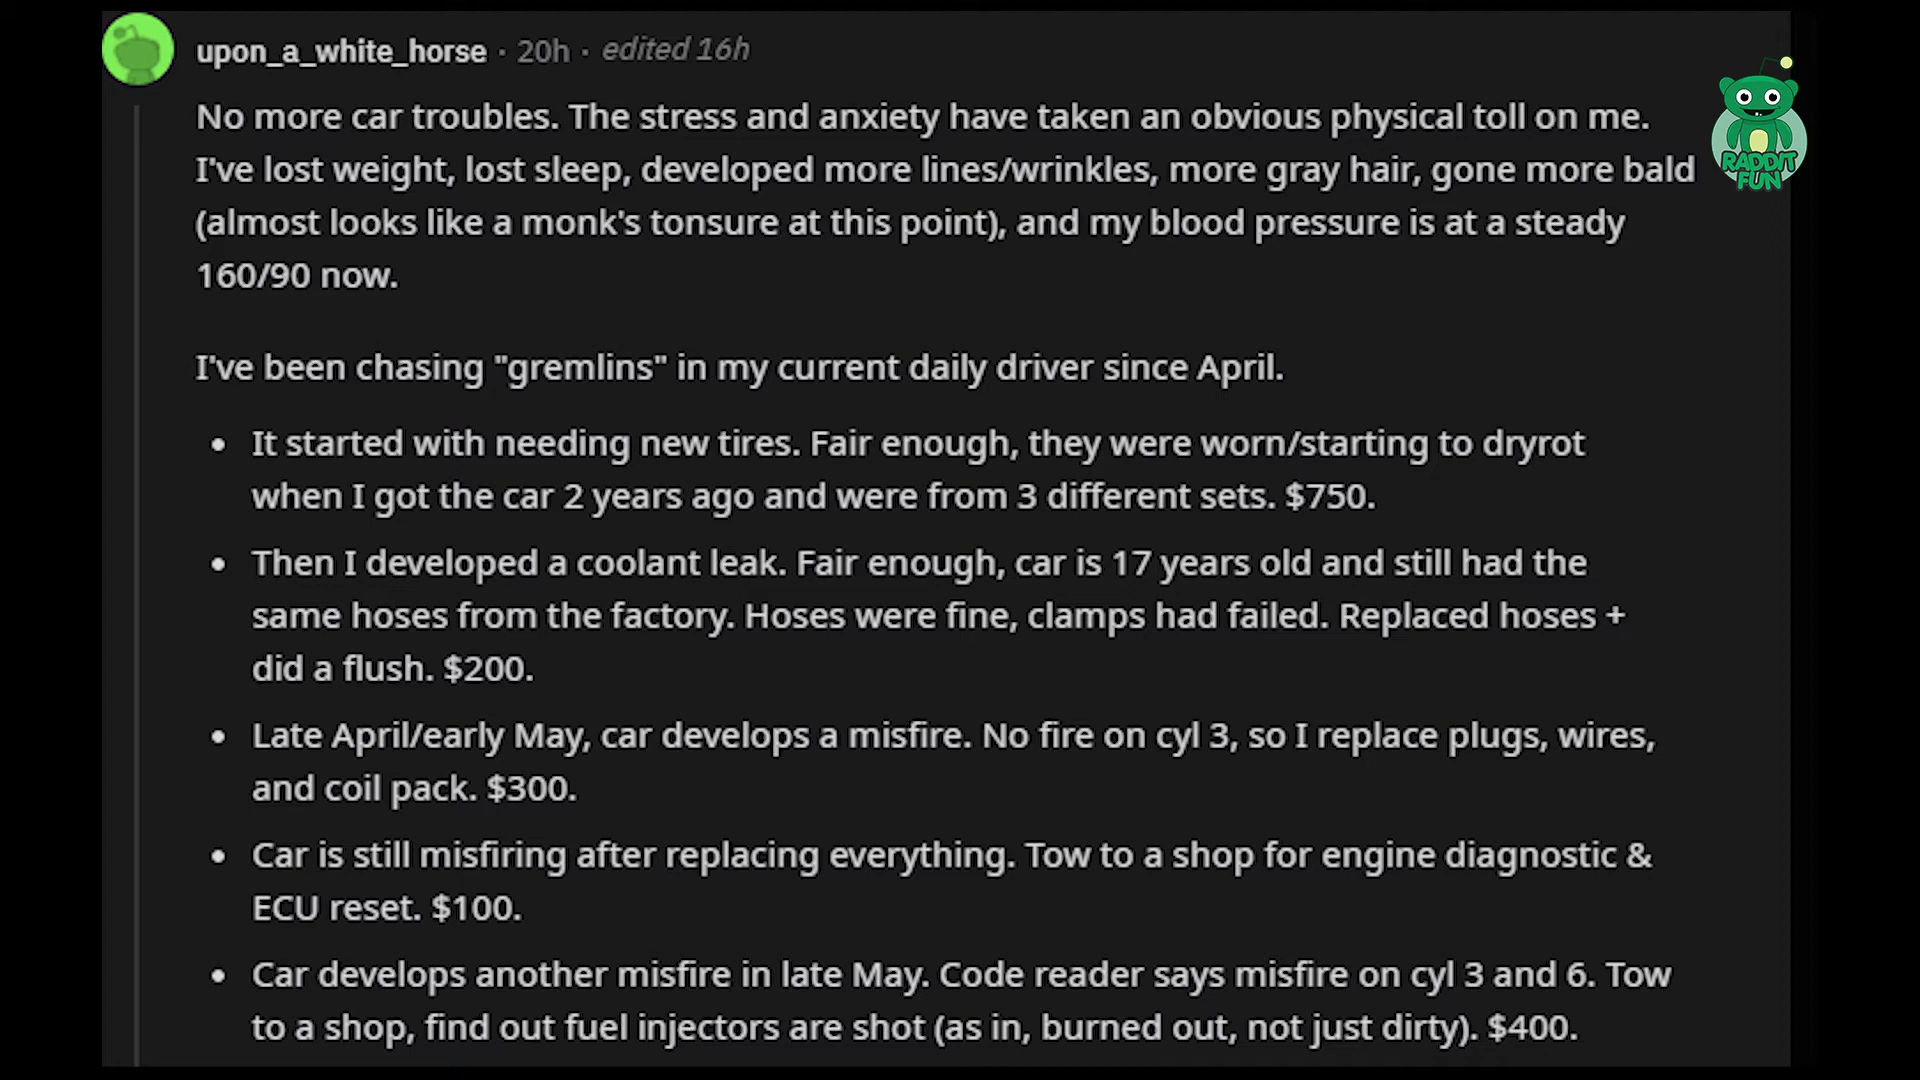 upon_a_white_horse · 20h · edited 16h
No more car troubles. The stress and anxiety have taken an obvious physical toll on me.
I've lost weight, lost sleep, developed more lines/wrinkles, more gray hair, gone more bald
(almost looks like a monk's tonsure at this point), and my blood pressure is at a steady
160/90 now.
RADDIT
FUN
I've been chasing "gremlins" in my current daily driver since April.
• It started with needing new tires. Fair enough, they were worn/starting to dryrot
when I got the car 2 years ago and were from 3 different sets. $750.
• Then I developed a coolant leak. Fair enough, car is 17 years old and still had the
same hoses from the factory. Hoses were fine, clamps had failed. Replaced hoses +
did a flush. $200.
• Late April/early May, car develops a misfire. No fire on cyl 3, so I replace plugs, wires,
and coil pack. $300.
• Car is still misfiring after replacing everything. Tow to a shop for engine diagnostic &
ECU reset. $100.
• Car develops another misfire in late May. Code reader says misfire on cyl 3 and 6. Tow
to a shop, find out fuel injectors are shot (as in, burned out, not just dirty). $400.